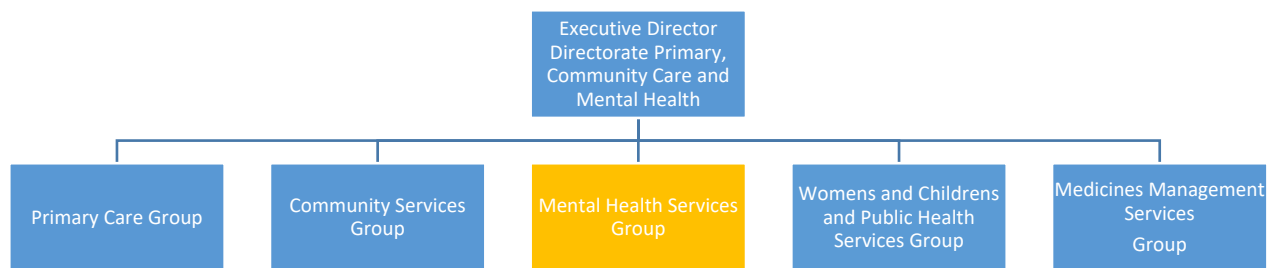 Executive Director
Directorate Primary,
Community Care and
Mental Health
Primary Care Group
Community Services
Group
Mental Health Services
Group
Womens and Childrens
and Public Health
Services Group
Medicines Management
Services
Group